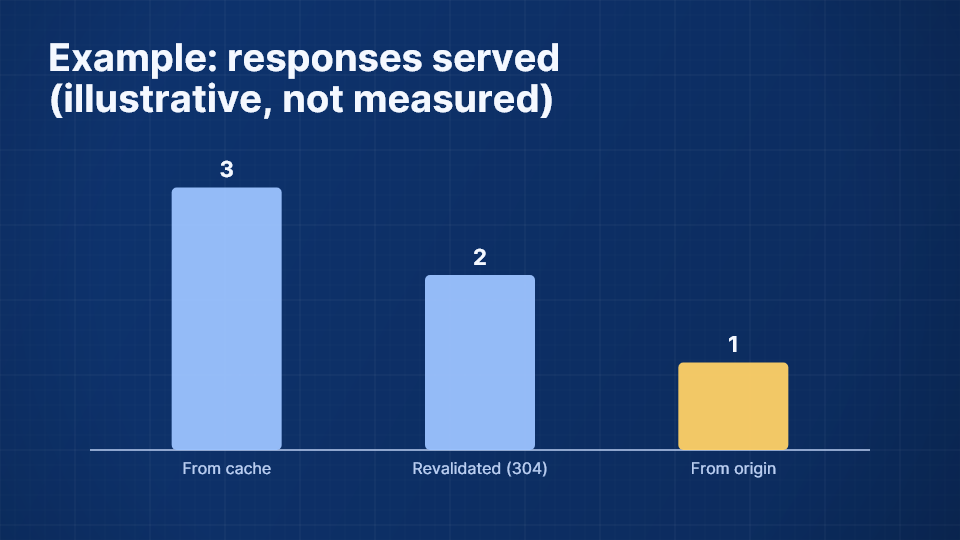 Example: responses served
(illustrative, not measured)
3
2
1
From cache
Revalidated (304)
From origin